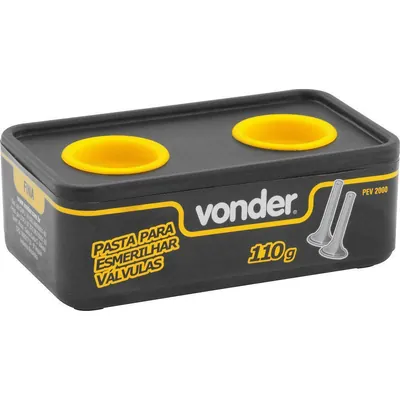 FINA
vonder®
PEV 2000
PASTA PARA
ESMERILHAR
VÁLVULAS
110g